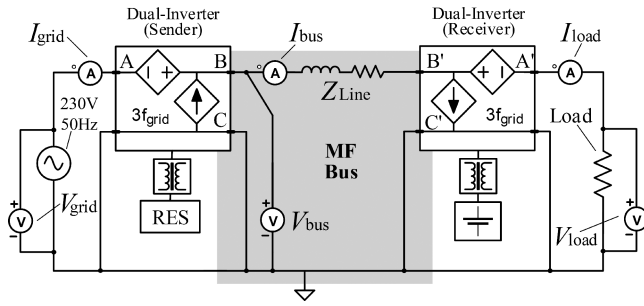 Dual-Inverter
(Sender)
Dual-Inverter
(Receiver)
Igrid
Ibus
Iload
A
A
B
A
B'
A'
A
230V
50Hz
C
3fgrid
ZLine
C'
3fgrid
Load
MF
Bus
V
Vgrid
RES
V
Vbus
V
Vload